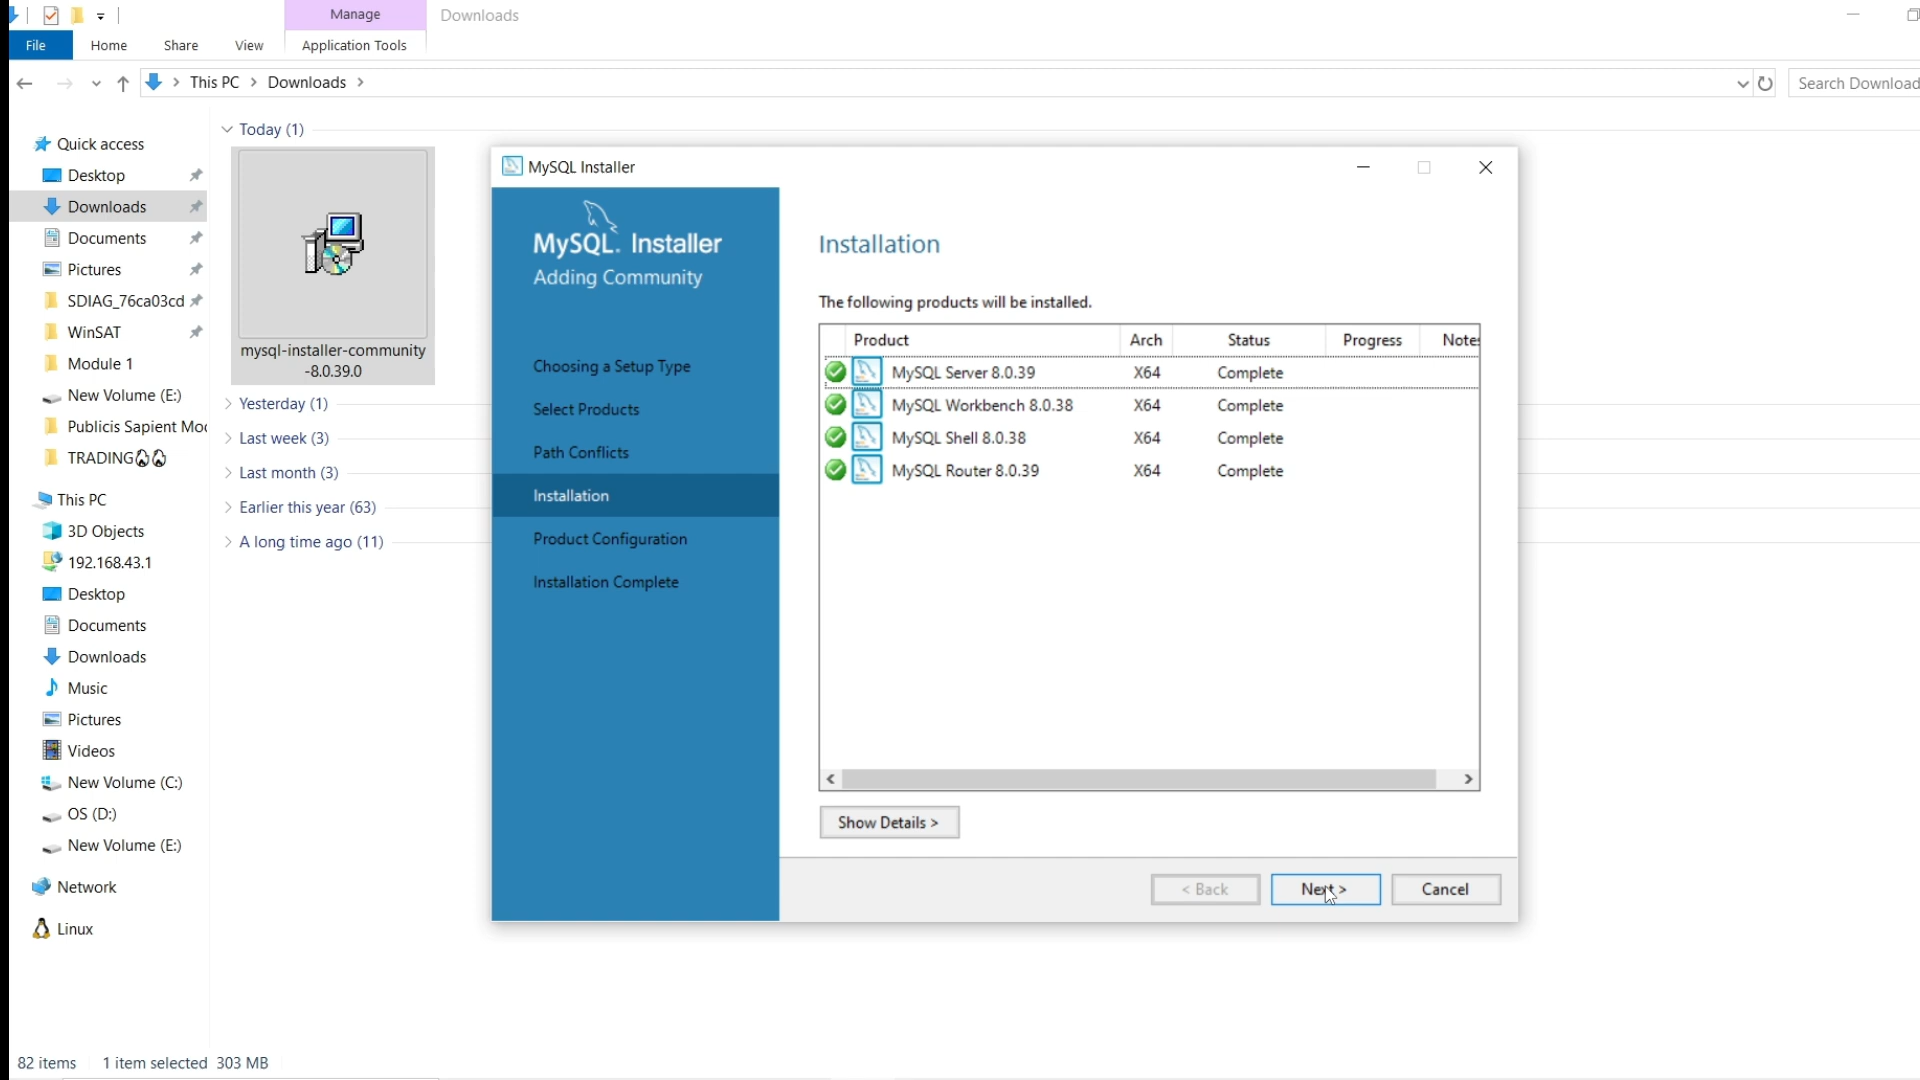 Manage
Downloads
File
Home
Share
View
Application Tools
This PC
Downloads
Search Download
Quick access
Desktop
Downloads
Documents
Pictures
SDIAG_76ca03cd
WinSAT
Module 1
New Volume (E:)
Publicis Sapient Moc
TRADING
This PC
3D Objects
192.168.43.1
Desktop
Documents
Downloads
Music
Pictures
Videos
New Volume (C:)
OS (D:)
New Volume (E:)
Network
Linux
Today (1)
mysql-installer-community
-8.0.39.0
Yesterday (1)
Last week (3)
Last month (3)
Earlier this year (63)
A long time ago (11)
MySQL Installer
MySQL. Installer
Adding Community
Choosing a Setup Type
Select Products
Path Conflicts
Installation
Product Configuration
Installation Complete
Installation
The following products will be installed.
Product Arch Status Progress Notes
MySQL Server 8.0.39 X64 Complete
MySQL Workbench 8.0.38 X64 Complete
MySQL Shell 8.0.38 X64 Complete
MySQL Router 8.0.39 X64 Complete
Show Details >
< Back
Next >
Cancel
82 items 1 item selected 303 MB